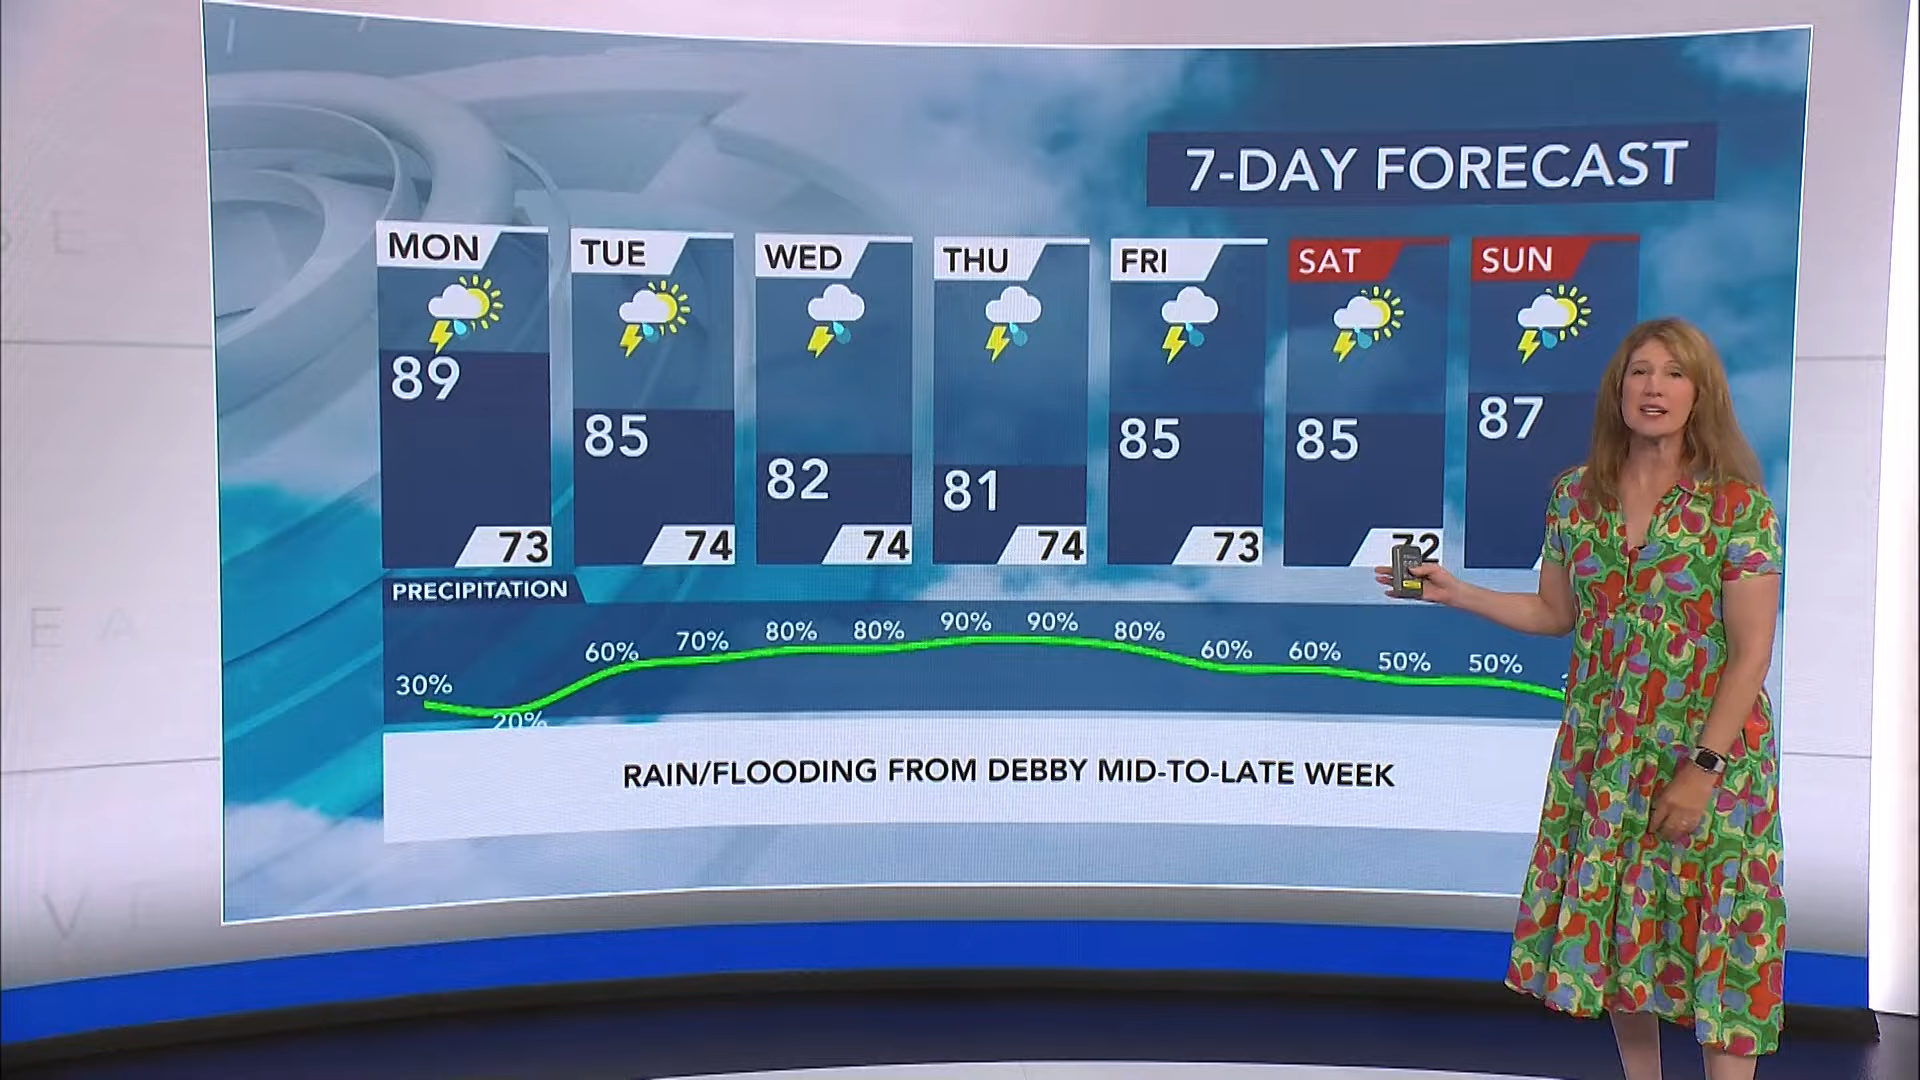 7-DAY FORECAST
MON TUE WED THU FRI SAT SUN
89 85 82 81 85 85 87
73 74 74 74 73 72
PRECIPITATION
30% 20% 60% 70% 80% 80% 90% 90% 80% 60% 60% 50% 50%
RAIN/FLOODING FROM DEBBY MID-TO-LATE WEEK